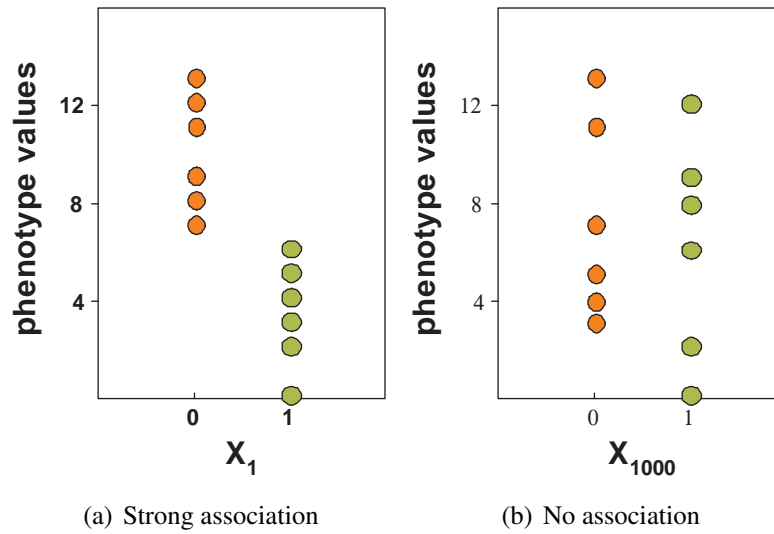 phenotype values
12
8
4
0 1
X1
(a) Strong association
phenotype values
12
8
4
0 1
X1000
(b) No association